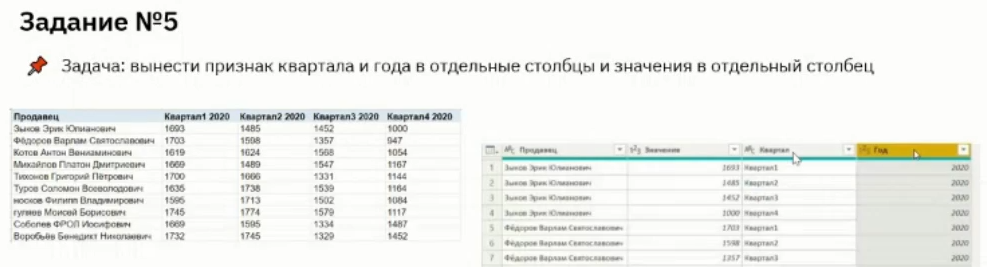 Задание №5
Задача: вынести признак квартала и года в отдельные столбцы и значения в отдельный столбец
Продавец Квартал1 2020 Квартал2 2020 Квартал3 2020 Квартал4 2020
Зыков Эрик Юлианович 1693 1485 1452 1000
Фёдоров Варлам Святославович 1703 1598 1357 947
Котов Антон Вениаминович 1619 1624 1568 1054
Михайлов Платон Дмитриевич 1669 1489 1547 1167
Тихонов Григорий Пётрович 1700 1666 1331 1144
Туров Соломон Всеволодович 1635 1738 1539 1164
носков Филипп Владимирович 1595 1713 1502 1084
гуляев Моисей Борисович 1745 1774 1579 1117
Соболев ФРОЛ Иосифович 1669 1595 1334 1487
Воробьёв Бенедикт Николаевич 1732 1745 1329 1452
Продавец Значение Квартал Год
1 Зыков Эрик Юлианович 1693 Квартал1 2020
2 Зыков Эрик Юлианович 1485 Квартал2 2020
3 Зыков Эрик Юлианович 1452 Квартал3 2020
4 Зыков Эрик Юлианович 1000 Квартал4 2020
5 Фёдоров Варлам Святославович 1703 Квартал1 2020
6 Фёдоров Варлам Святославович 1598 Квартал2 2020
7 Фёдоров Варлам Святославович 1357 Квартал3 2020